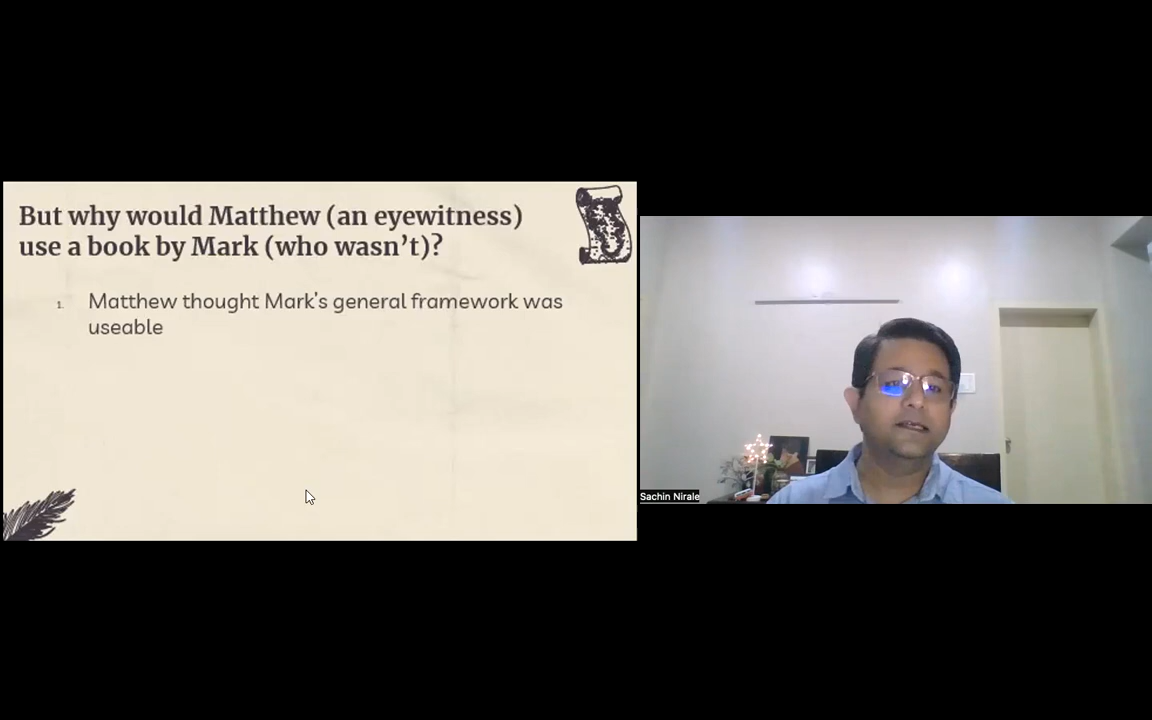 But why would Matthew (an eyewitness)
use a book by Mark (who wasn't)?
1. Matthew thought Mark's general framework was
useable
Sachin Nirale